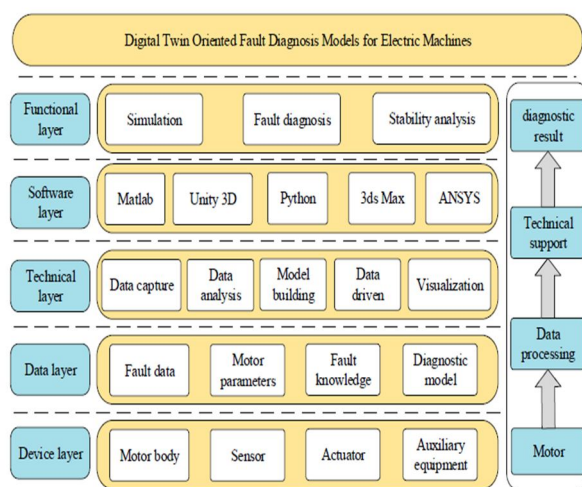 Digital Twin Oriented Fault Diagnosis Models for Electric Machines
Functional
layer
Simulation
Fault diagnosis
Stability analysis
diagnostic
result
Software
layer
Matlab
Unity 3D
Python
3ds Max
ANSYS
Technical
support
Technical
layer
Data capture
Data
analysis
Model
building
Data
driven
Visualization
Data
processing
Data layer
Fault data
Motor
parameters
Fault
knowledge
Diagnostic
model
Device layer
Motor body
Sensor
Actuator
Auxiliary
equipment
Motor